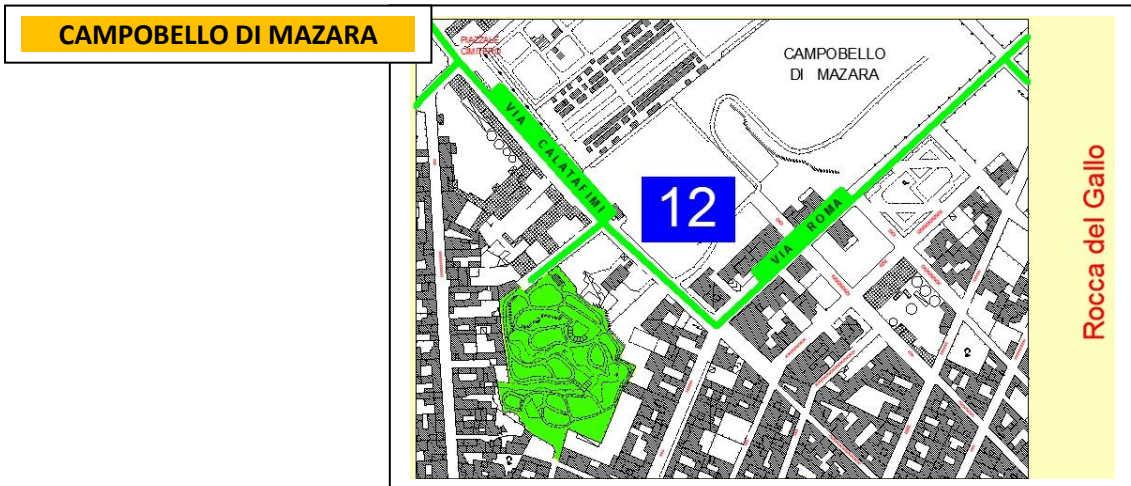 CAMPOBELLO DI MAZARA
PIAZZALE
CIMITERO
CAMPOBELLO
DI MAZARA
VIA CALATAFIMI
12
VIA ROMA
Rocca del Gallo